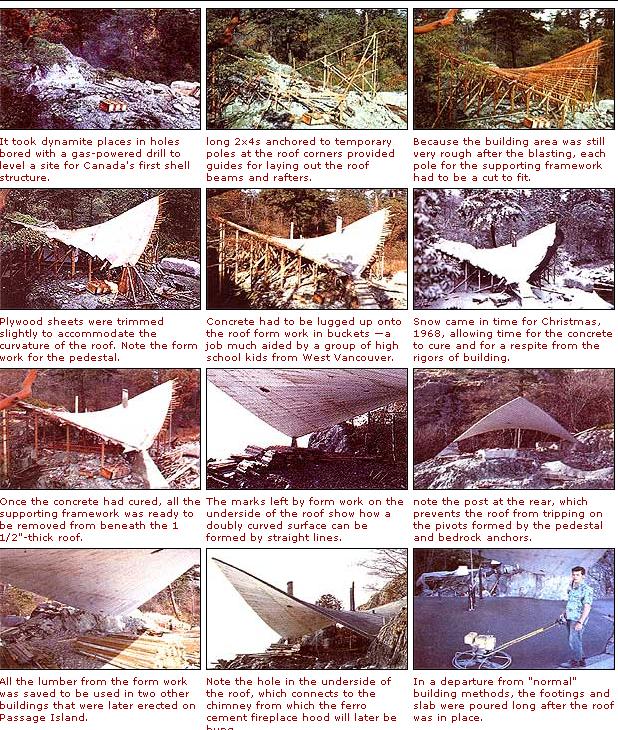 It took dynamite places in holes
bored with a gas-powered drill to
level a site for Canada's first shell
structure.
long 2x4s anchored to temporary
poles at the roof corners provided
guides for laying out the roof
beams and rafters.
Because the building area was still
very rough after the blasting, each
pole for the supporting framework
had to be a cut to fit.
Plywood sheets were trimmed
slightly to accommodate the
curvature of the roof. Note the form
work for the pedestal.
Concrete had to be lugged up onto
the roof form work in buckets —a
job much aided by a group of high
school kids from West Vancouver.
Snow came in time for Christmas,
1968, allowing time for the concrete
to cure and for a respite from the
rigors of building.
Once the concrete had cured, all the
supporting framework was ready to
be removed from beneath the 1
1/2"-thick roof.
The marks left by form work on the
underside of the roof show how a
doubly curved surface can be
formed by straight lines.
note the post at the rear, which
prevents the roof from tripping on
the pivots formed by the pedestal
and bedrock anchors.
All the lumber from the form work
was saved to be used in two other
buildings that were later erected on
Passage Island.
Note the hole in the underside of
the roof, which connects to the
chimney from which the ferro
cement fireplace hood will later be
hung.
In a departure from "normal"
building methods, the footings and
slab were poured long after the roof
was in place.